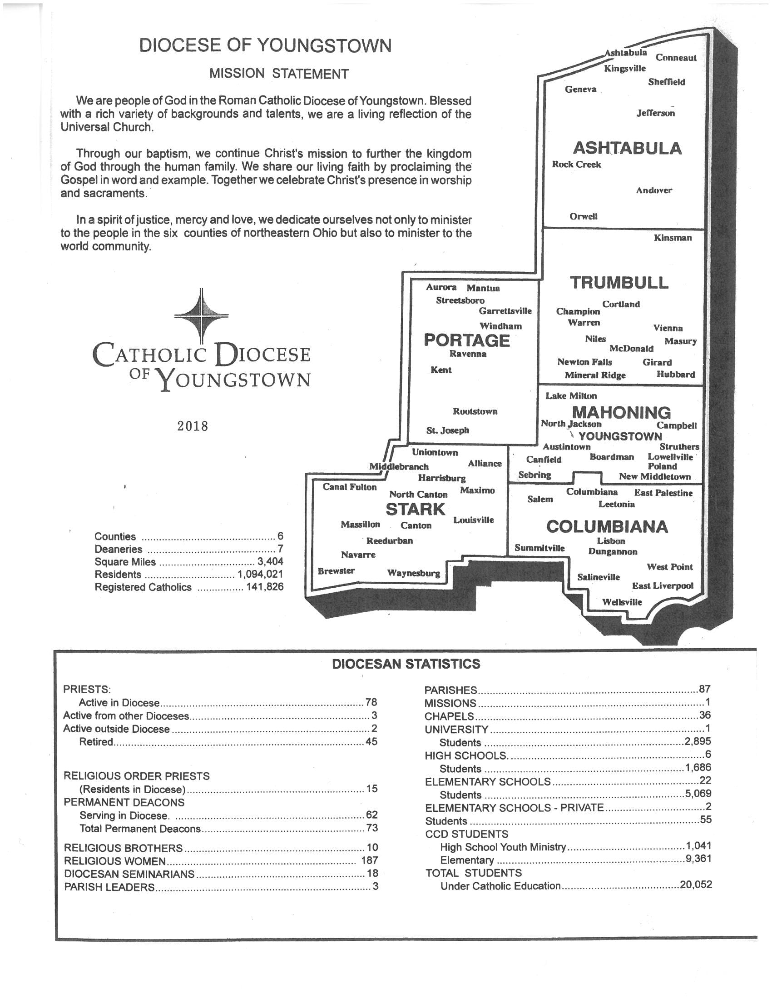 DIOCESE OF YOUNGSTOWN
MISSION STATEMENT
We are people of God in the Roman Catholic Diocese of Youngstown. Blessed
with a rich variety of backgrounds and talents, we are a living reflection of the
Universal Church.
Through our baptism, we continue Christ's mission to further the kingdom
of God through the human family. We share our living faith by proclaiming the
Gospel in word and example. Together we celebrate Christ's presence in worship
and sacraments.
In a spirit of justice, mercy and love, we dedicate ourselves not only to minister
to the people in the six counties of northeastern Ohio but also to minister to the
world community.
CATHOLIC DIOCESE
OF YOUNGSTOWN
2018
Counties ............................................ 6
Deaneries .......................................... 7
Square Miles ................................ 3,404
Residents .............................. 1,094,021
Registered Catholics ................ 141,826
Ashtabula
Conneaut
Kingsville
Sheffield
Geneva
Jefferson
ASHTABULA
Rock Creek
Andover
Orwell
Kinsman
TRUMBULL
Cortland
Champion
Warren
Vienna
Niles
Masury
McDonald
Newton Falls
Girard
Mineral Ridge
Hubbard
Aurora Mantua
Streetsboro
Garrettsville
Windham
PORTAGE
Ravenna
Kent
Rootstown
St. Joseph
Lake Milton
MAHONING
North Jackson
Campbell
YOUNGSTOWN
Austintown
Struthers
Canfield
Boardman
Lowellville
Poland
Sebring
New Middletown
Uniontown
Alliance
Middlebranch
Harrisburg
Canal Fulton
North Canton
Maximo
STARK
Massillon
Canton
Louisville
Reedurban
Navarre
Brewster
Waynesburg
Columbiana
East Palestine
Salem
Leetonia
COLUMBIANA
Lisbon
Summitville
Dungannon
West Point
Salineville
East Liverpool
Wellsville
DIOCESAN STATISTICS
PRIESTS:
Active in Diocese.................................................................... 78
Active from other Dioceses............................................................ 3
Active outside Diocese .................................................................. 2
Retired.................................................................................... 45
RELIGIOUS ORDER PRIESTS
(Residents in Diocese)........................................................... 15
PERMANENT DEACONS
Serving in Diocese. ............................................................... 62
Total Permanent Deacons...................................................... 73
RELIGIOUS BROTHERS............................................................ 10
RELIGIOUS WOMEN............................................................... 187
DIOCESAN SEMINARIANS........................................................ 18
PARISH LEADERS........................................................................ 3
PARISHES..........................................................................87
MISSIONS............................................................................1
CHAPELS...........................................................................36
UNIVERSITY........................................................................1
Students ...................................................................2,895
HIGH SCHOOLS..................................................................6
Students ...................................................................1,686
ELEMENTARY SCHOOLS.................................................22
Students ...................................................................5,069
ELEMENTARY SCHOOLS - PRIVATE.................................2
Students .............................................................................55
CCD STUDENTS
High School Youth Ministry.......................................1,041
Elementary ...............................................................9,361
TOTAL STUDENTS
Under Catholic Education.......................................20,052